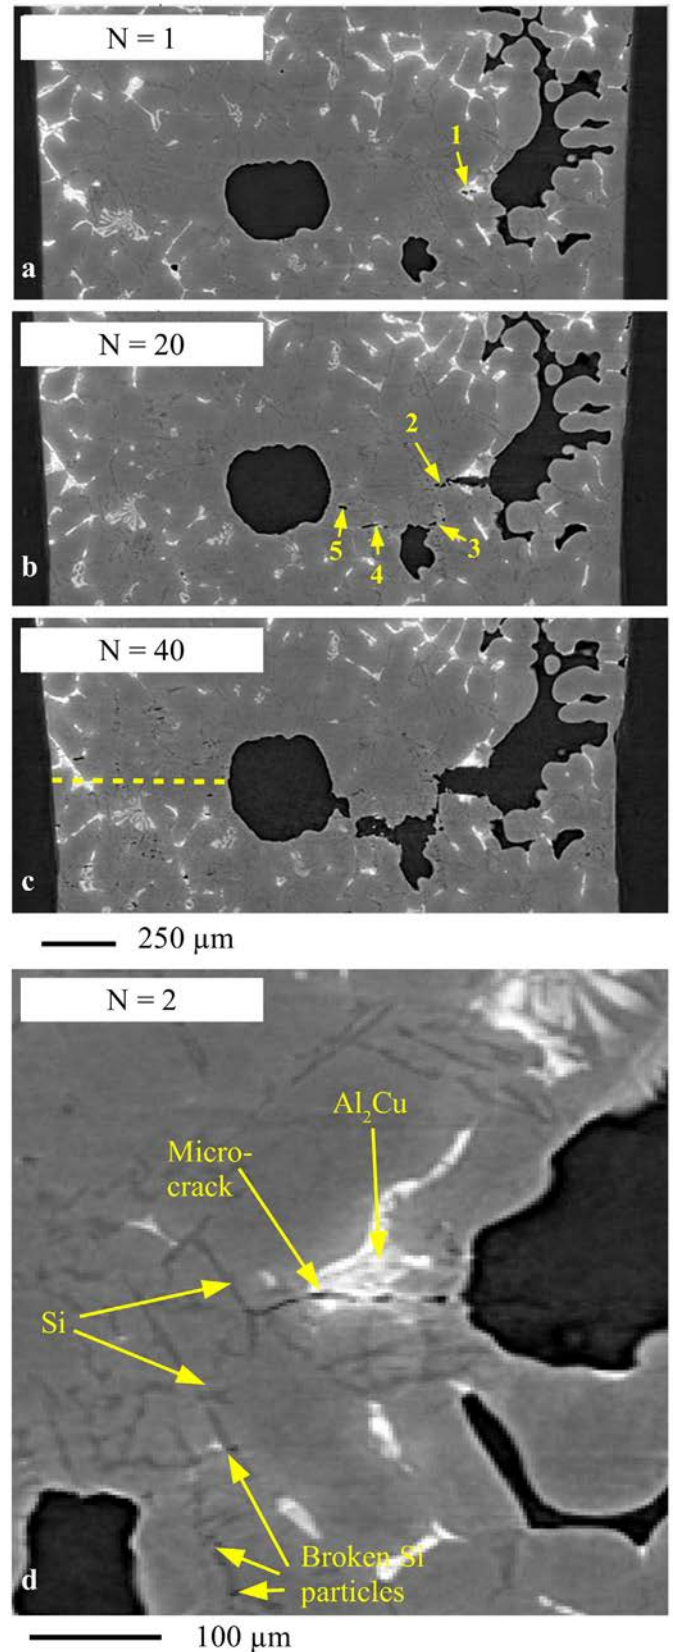 N = 1
1
a
N = 20
2
5
4
3
b
N = 40
c
250 µm
N = 2
Al₂Cu
Micro-
crack
Si
Broken Si
particles
d
100 µm